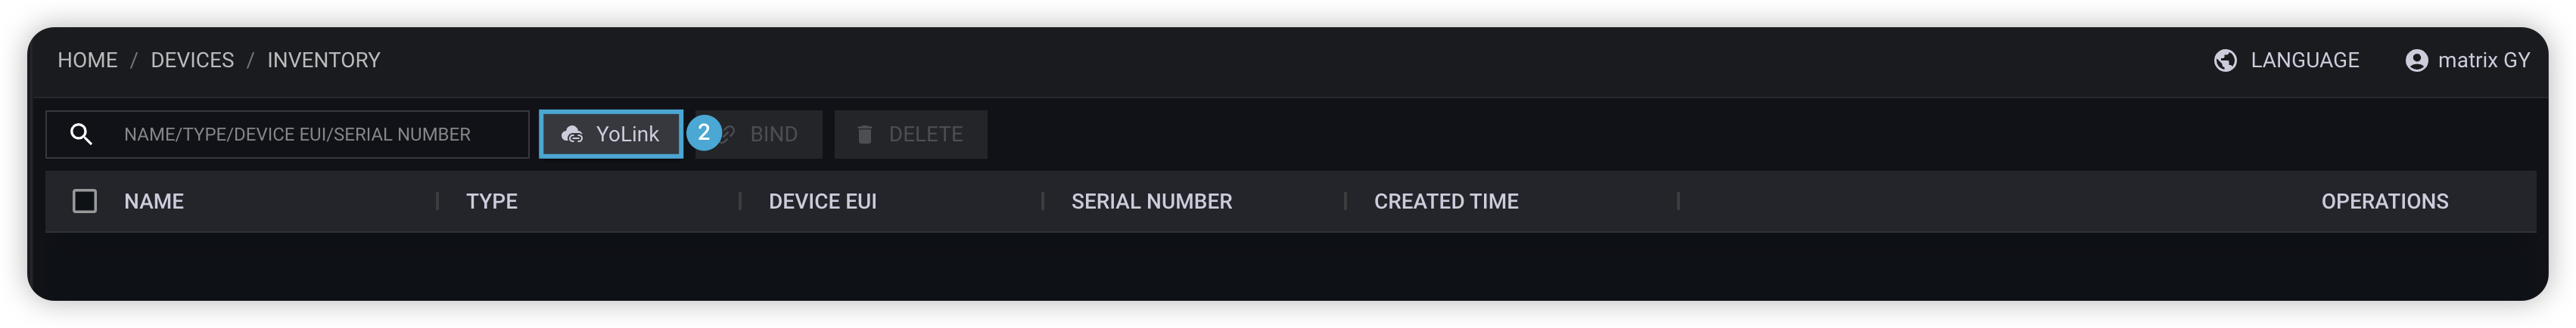 HOME / DEVICES / INVENTORY LANGUAGE matrix GY
NAME/TYPE/DEVICE EUI/SERIAL NUMBER YoLink 2 BIND DELETE
NAME TYPE DEVICE EUI SERIAL NUMBER CREATED TIME OPERATIONS